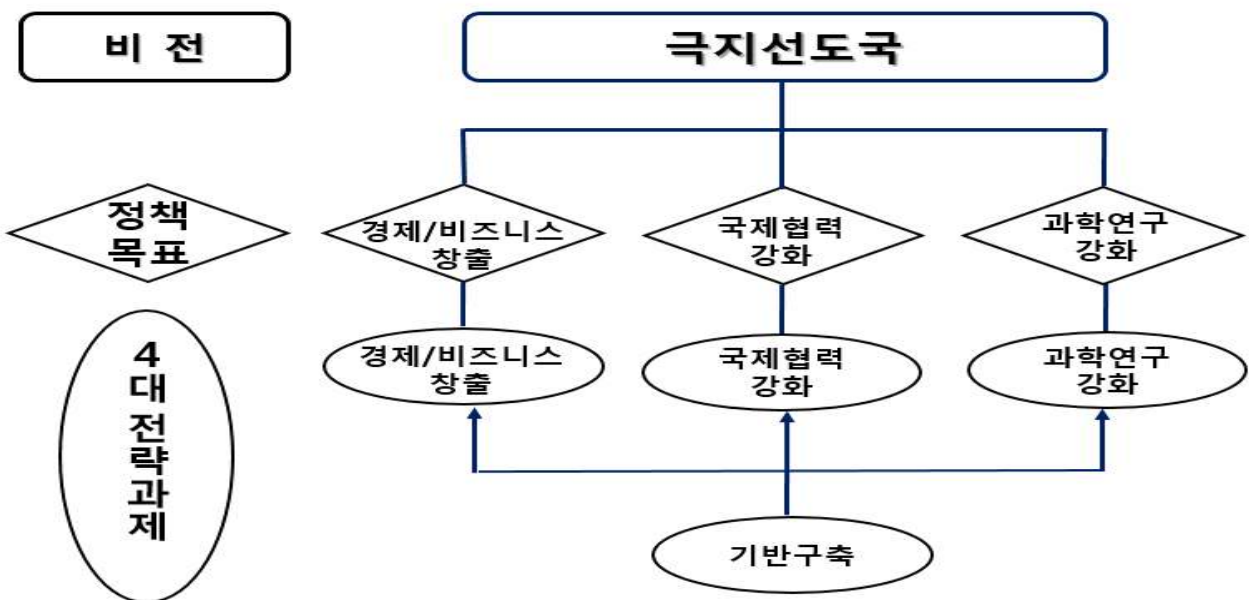 비 전
극지선도국
정책
목표
경제/비즈니스
창출
국제협력
강화
과학연구
강화
4
대
전
략
과
제
경제/비즈니스
창출
국제협력
강화
과학연구
강화
기반구축